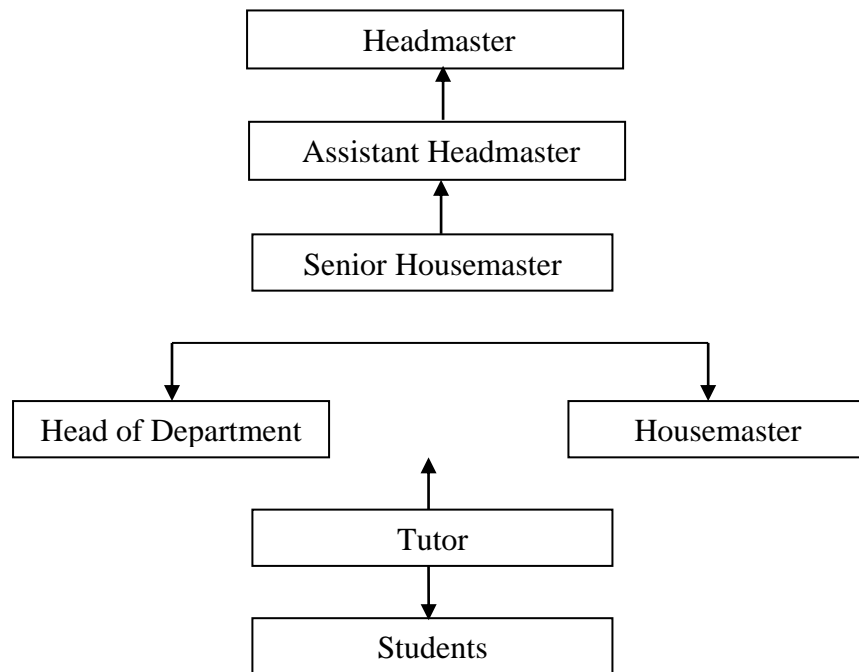 Headmaster
Assistant Headmaster
Senior Housemaster
Head of Department
Housemaster
Tutor
Students